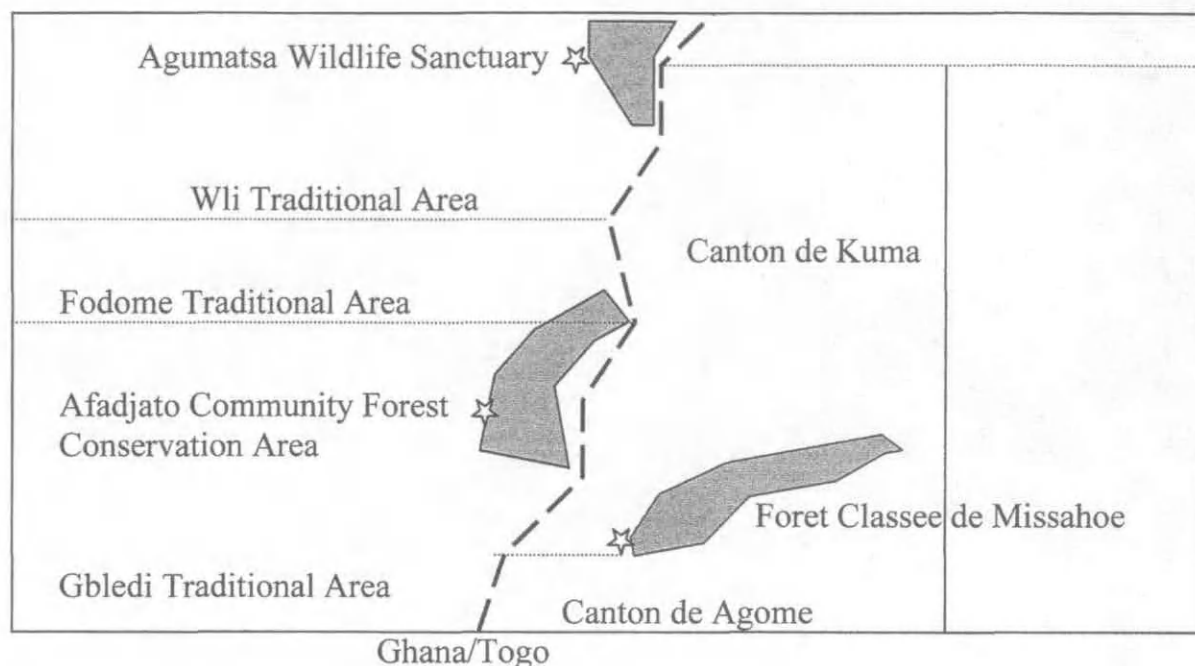 Agumatsa Wildlife Sanctuary
Wli Traditional Area
Canton de Kuma
Fodome Traditional Area
Afadjato Community Forest
Conservation Area
Foret Classee de Missahoe
Gbledi Traditional Area
Canton de Agome
Ghana/Togo